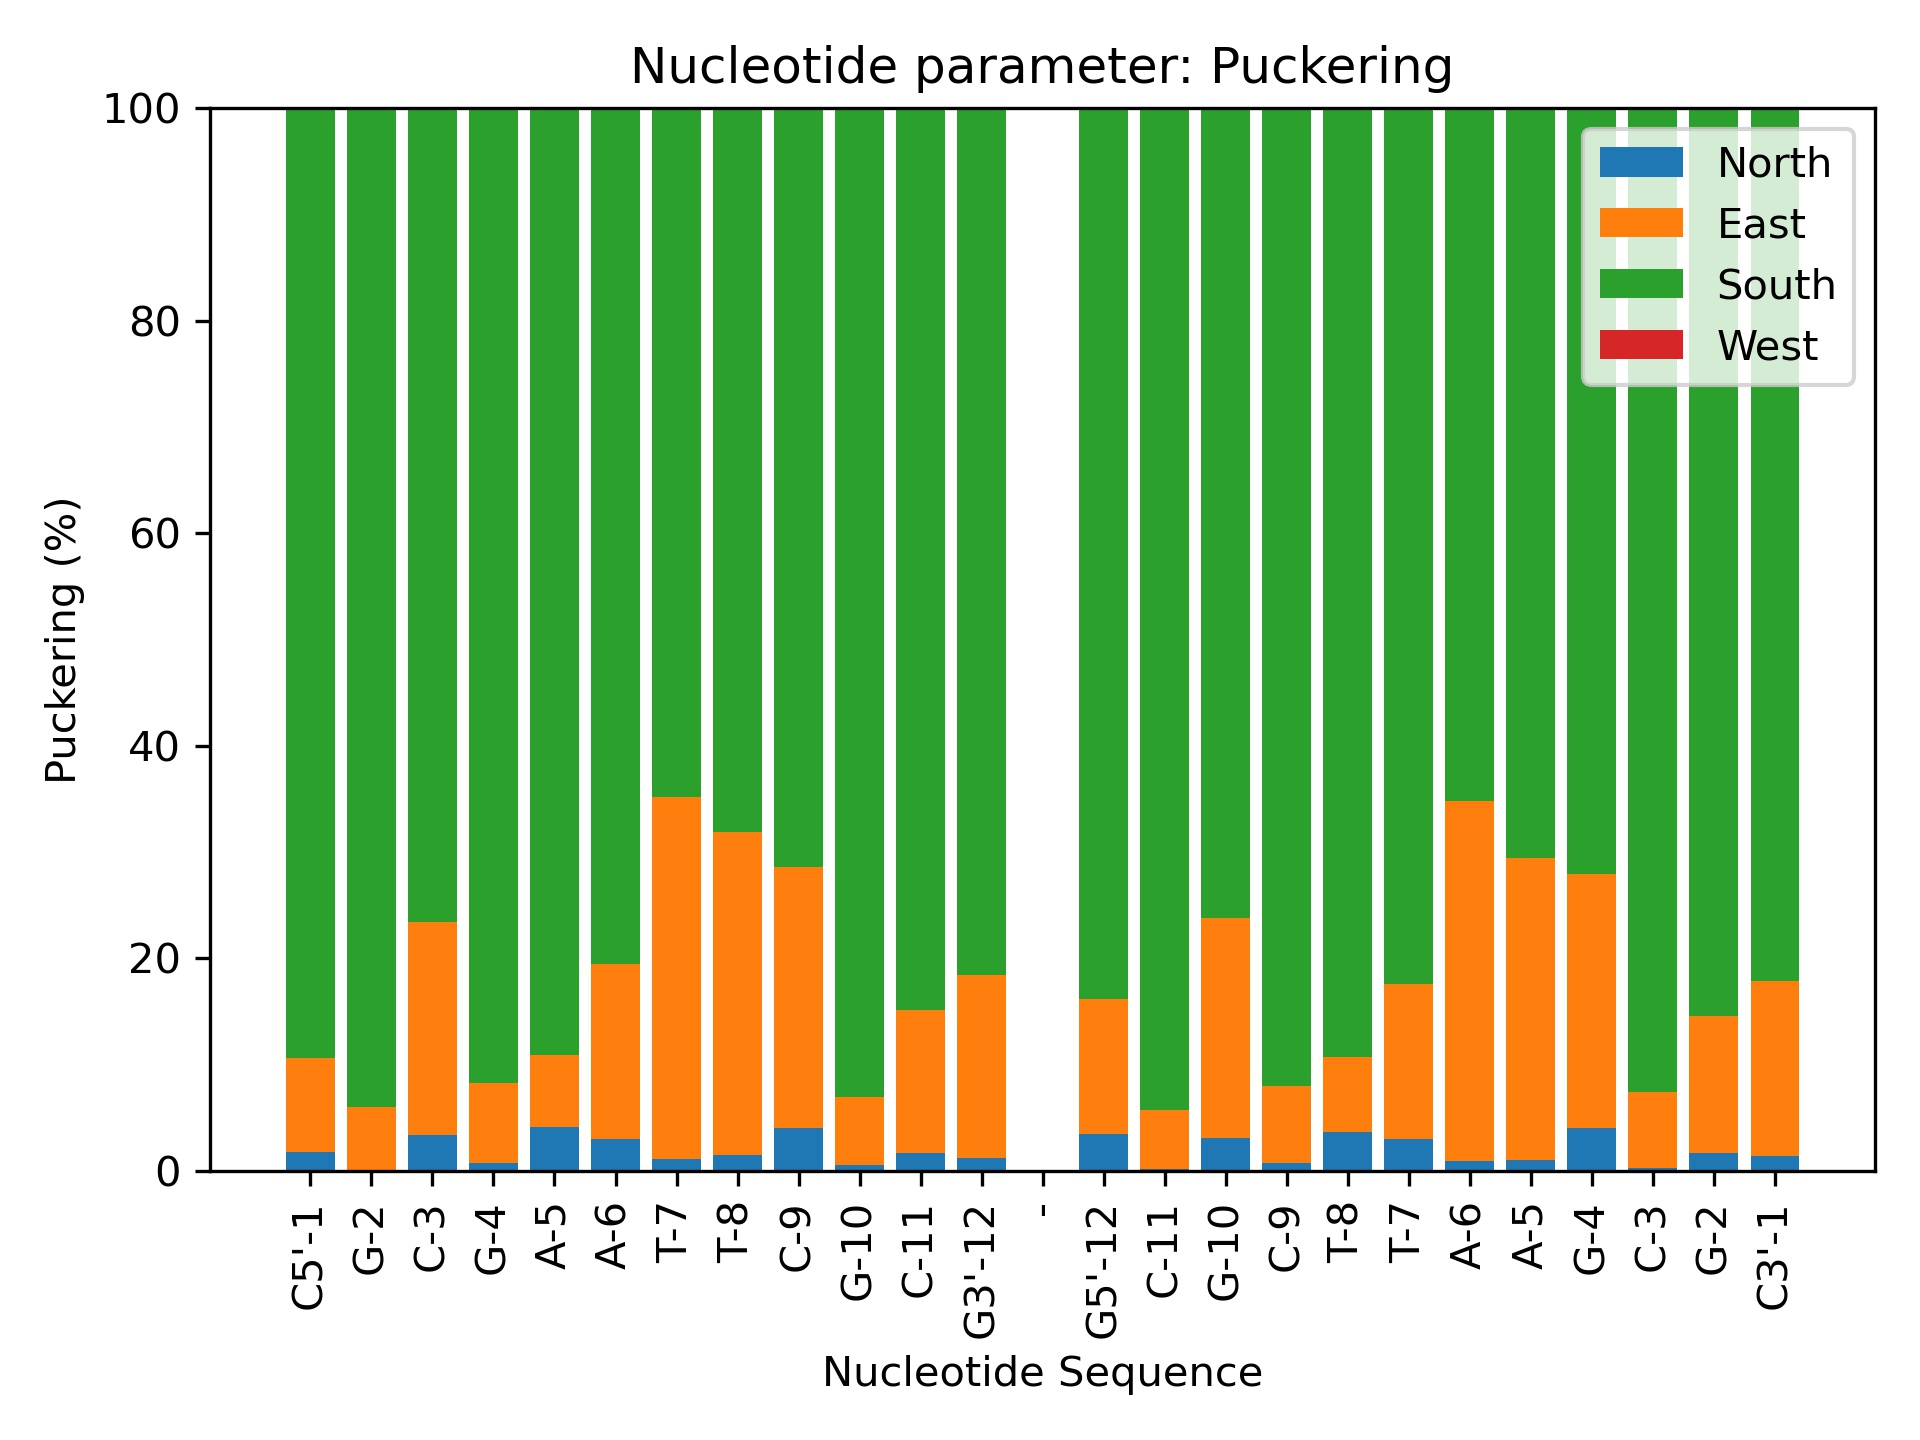 Nucleotide parameter: Puckering
100
80
60
40
20
0
Puckering (%)
North
East
South
West
C5'-1
G-2
C-3
G-4
A-5
A-6
T-7
T-8
C-9
G-10
C-11
G3'-12
-
G5'-12
C-11
G-10
C-9
T-8
T-7
A-6
A-5
G-4
C-3
G-2
C3'-1
Nucleotide Sequence